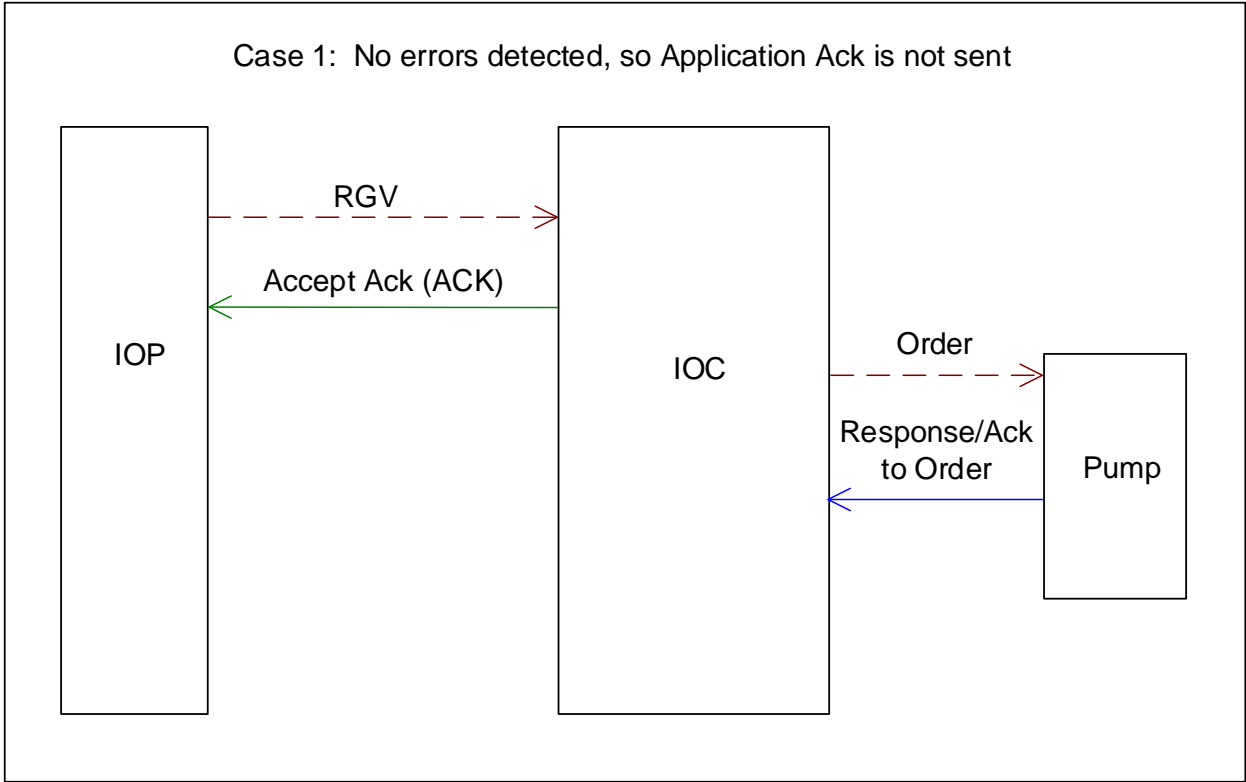 Case 1: No errors detected, so Application Ack is not sent
RGV
Accept Ack (ACK)
IOP
IOC
Order
Response/Ack
to Order
Pump